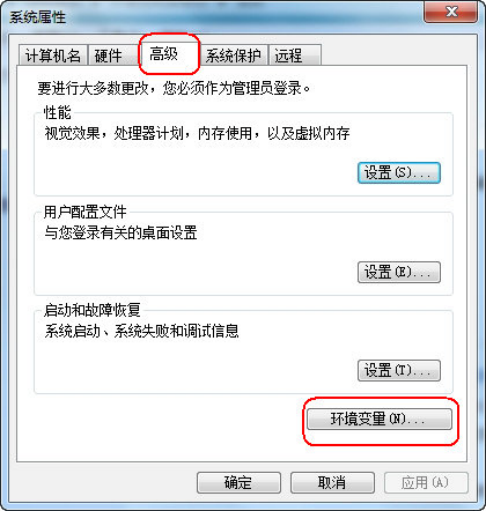 系统属性
计算机名 硬件 高级 系统保护 远程
要进行大多数更改，您必须作为管理员登录。
性能
视觉效果，处理器计划，内存使用，以及虚拟内存
设置(S)...
用户配置文件
与您登录有关的桌面设置
设置(E)...
启动和故障恢复
系统启动、系统失败和调试信息
设置(T)...
环境变量(N)...
确定 取消 应用(A)